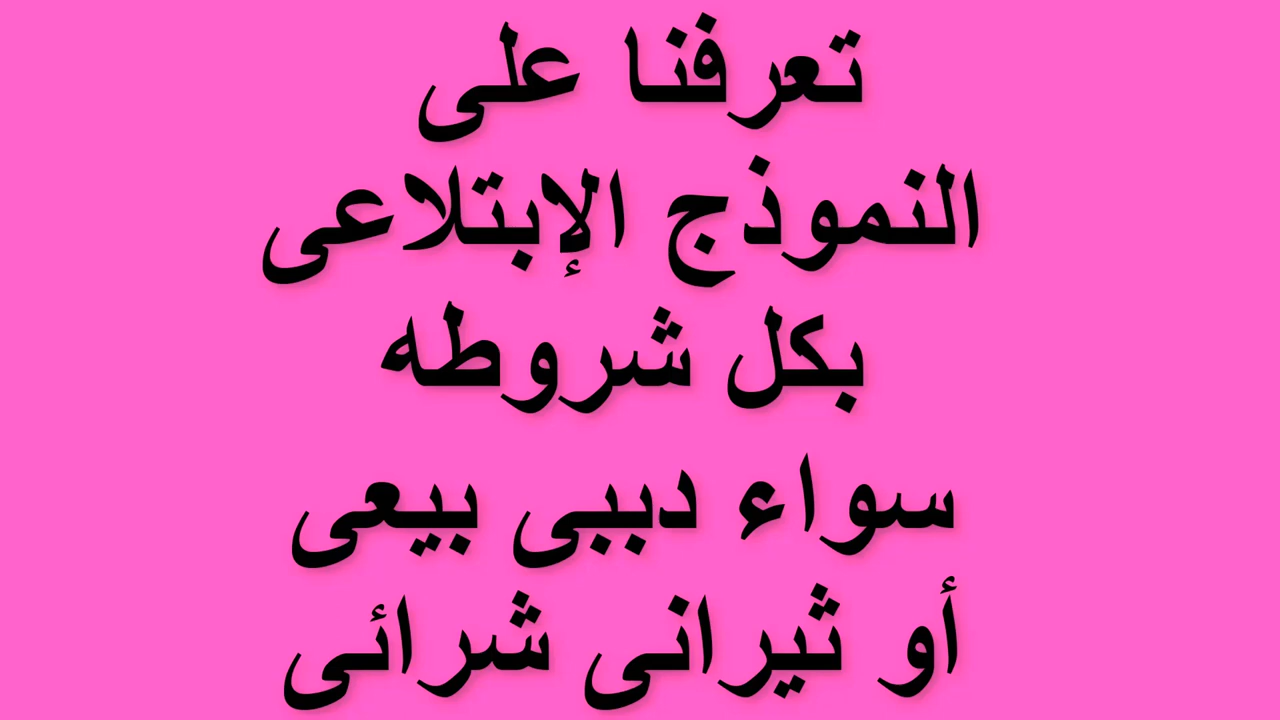 تعرفنا على
النموذج الإبتلاعى
بكل شروطه
سواء دببى بيعى
أو ثيرانى شرائى